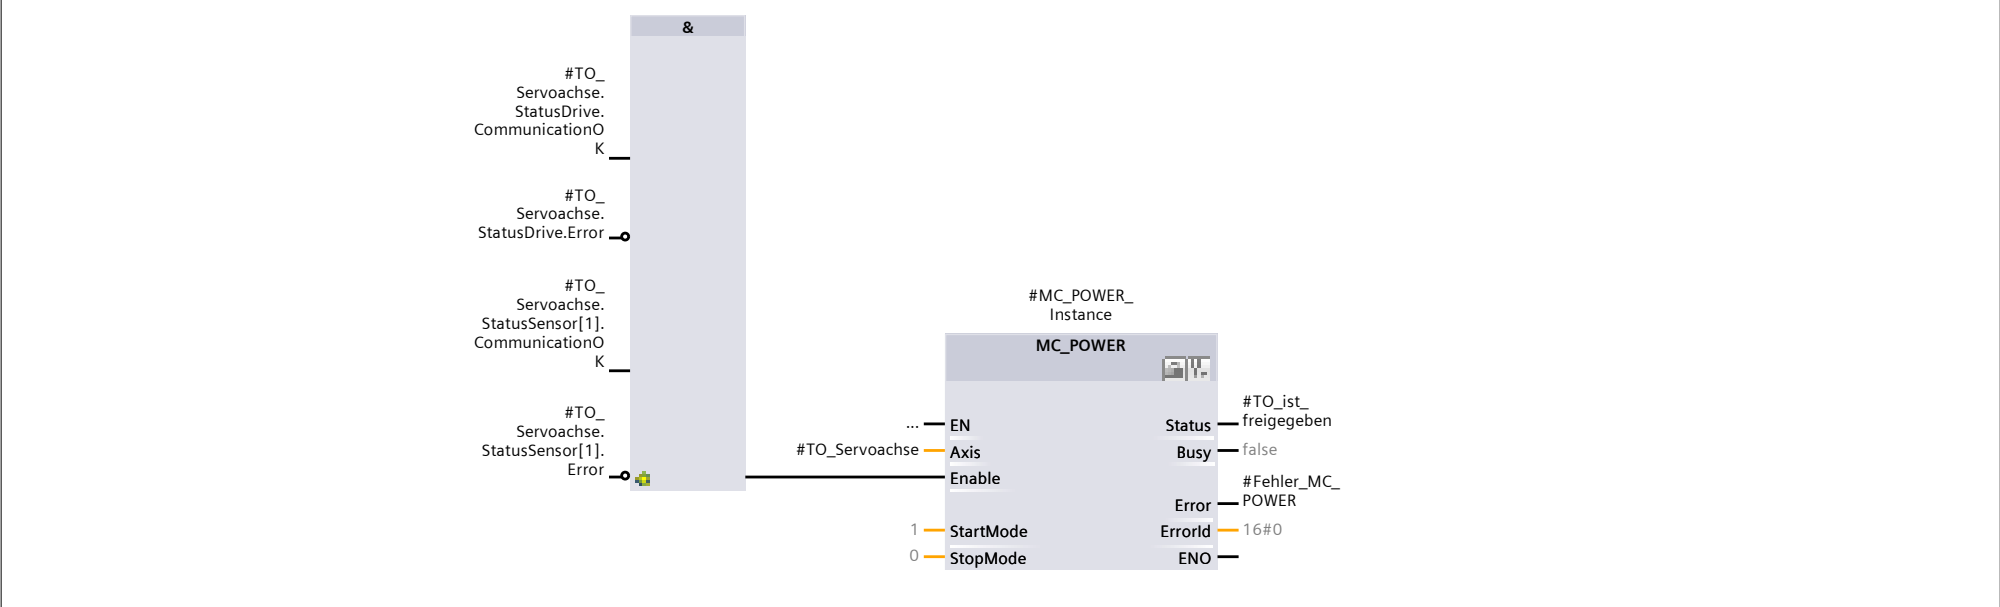 &
#TO_
Servoachse.
StatusDrive.
CommunicationO
K
#TO_
Servoachse.
StatusDrive.Error
#TO_
Servoachse.
StatusSensor[1].
CommunicationO
K
#TO_
Servoachse.
StatusSensor[1].
Error
#MC_POWER_
Instance
MC_POWER
... EN
#TO_Servoachse Axis
Enable
1 StartMode
0 StopMode
#TO_ist_
Status freigegeben
Busy false
#Fehler_MC_
POWER
Error
ErrorId 16#0
ENO